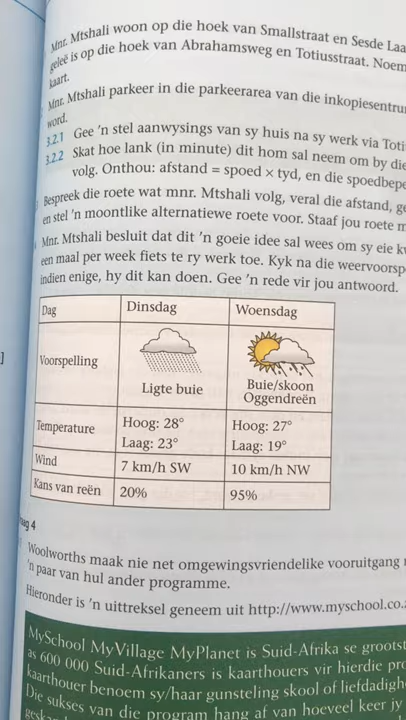 Mnr. Mtshali woon op die hoek van Smallstraat en Sesde Laa
geleë is op die hoek van Abrahamsweg en Totiusstraat. Noem
kaart.
Mnr. Mtshali parkeer in die parkeerarea van die inkopiesentru
word.
3.2.1 Gee 'n stel aanwysings van sy huis na sy werk via Toti
3.2.2 Skat hoe lank (in minute) dit hom sal neem om by die
volg. Onthou: afstand = spoed × tyd, en die spoedbepe
Bespreek die roete wat mnr. Mtshali volg, veral die afstand, ge
en stel 'n moontlike alternatiewe roete voor. Staaf jou roete m
Mnr. Mtshali besluit dat dit 'n goeie idee sal wees om sy eie k
een maal per week fiets te ry werk toe. Kyk na die weervoorsp
indien enige, hy dit kan doen. Gee 'n rede vir jou antwoord.
Dag Dinsdag Woensdag
Voorspelling Ligte buie Buie/skoon
Oggendreën
Temperature Hoog: 28° Hoog: 27°
Laag: 23° Laag: 19°
Wind 7 km/h SW 10 km/h NW
Kans van reën 20% 95%
aag 4
Woolworths maak nie net omgewingsvriendelike vooruitgang
'n paar van hul ander programme.
Hieronder is 'n uittreksel geneem uit http://www.myschool.co.
MySchool MyVillage MyPlanet is Suid-Afrika se grootst
as 600 000 Suid-Afrikaners is kaarthouers vir hierdie pro
kaarthouer benoem sy/haar gunsteling skool of liefdadigh
Die sukses van die program hang af van hoeveel keer jy